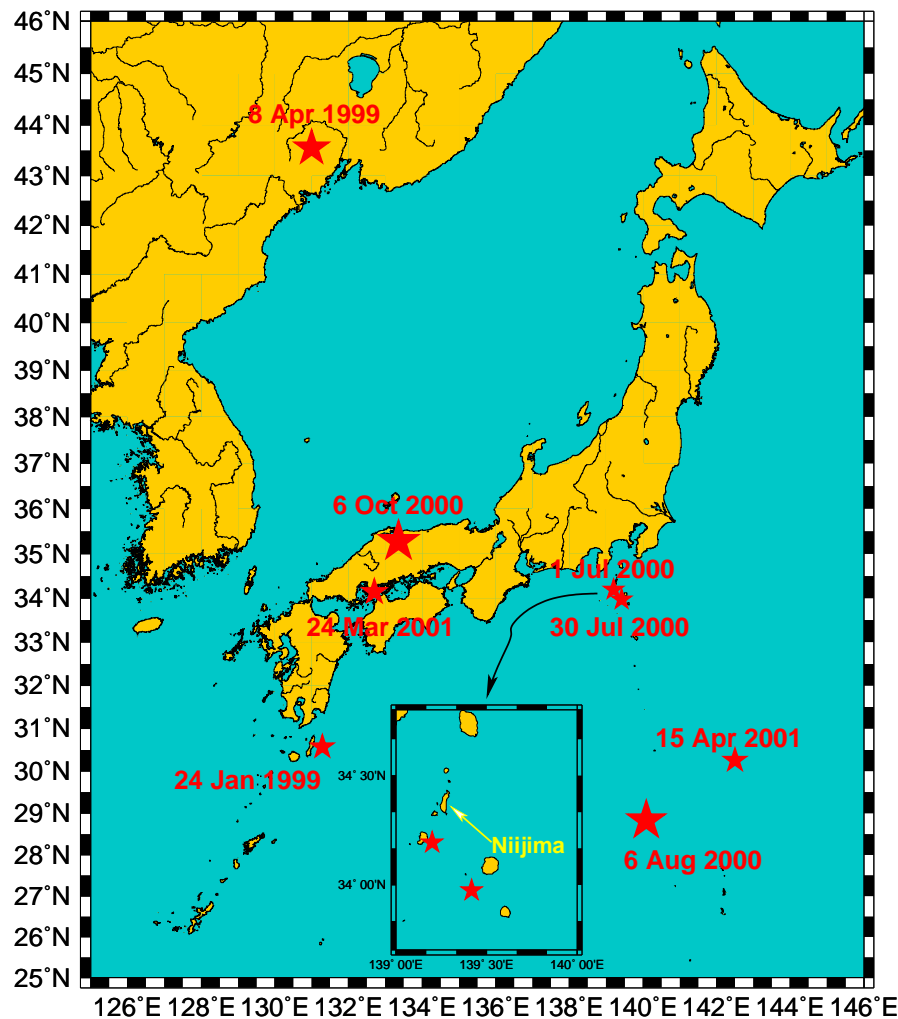 46°N
45°N
44°N
43°N
42°N
41°N
40°N
39°N
38°N
37°N
36°N
35°N
34°N
33°N
32°N
31°N
30°N
29°N
28°N
27°N
26°N
25°N
8 Apr 1999
6 Oct 2000
1 Jul 2000
24 Mar 2001
30 Jul 2000
15 Apr 2001
24 Jan 1999
6 Aug 2000
34° 30'N
Niijima
34° 00'N
139° 00'E 139° 30'E 140° 00'E
126°E 128°E 130°E 132°E 134°E 136°E 138°E 140°E 142°E 144°E 146°E